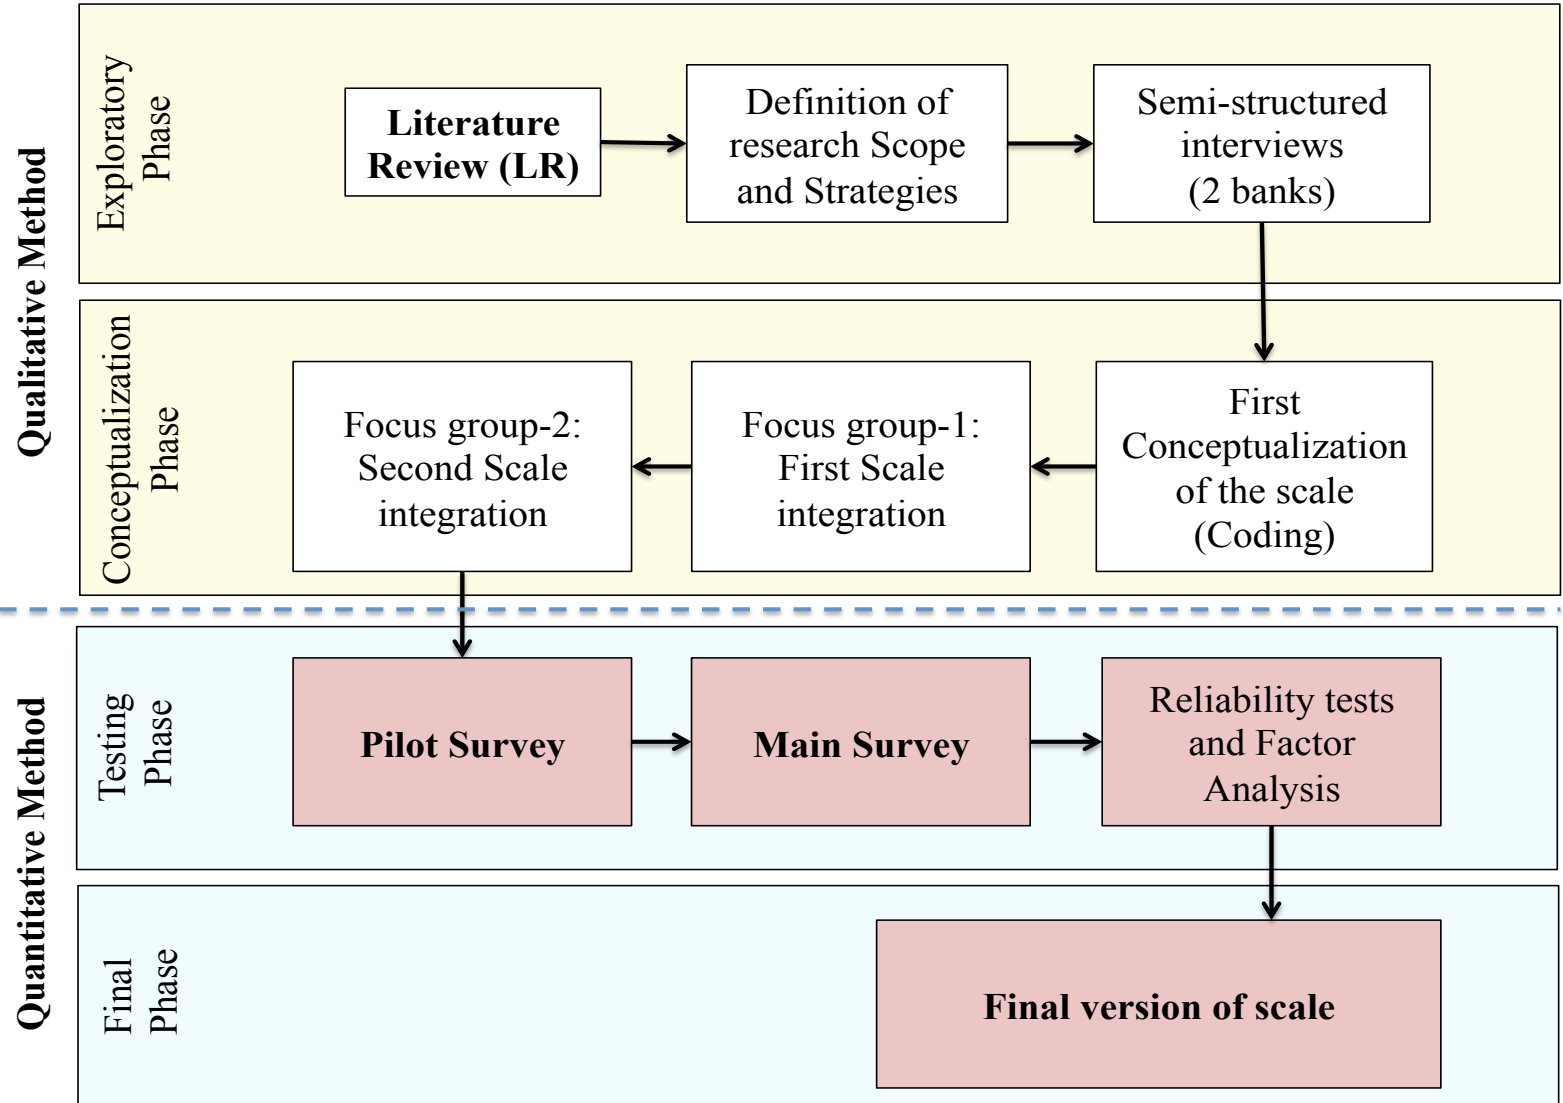 Qualitative Method
Exploratory
Phase
Literature
Review (LR)
Definition of
research Scope
and Strategies
Semi-structured
interviews
(2 banks)
Conceptualization
Phase
Focus group-2:
Second Scale
integration
Focus group-1:
First Scale
integration
First
Conceptualization
of the scale
(Coding)
Quantitative Method
Testing
Phase
Pilot Survey
Main Survey
Reliability tests
and Factor
Analysis
Final
Phase
Final version of scale